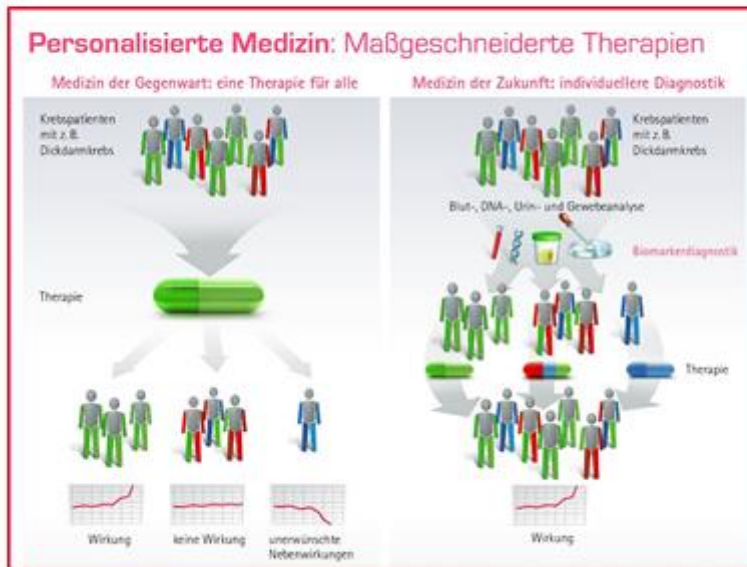 Personalisierte Medizin: Maßgeschneiderte Therapien
Medizin der Gegenwart: eine Therapie für alle
Krebspatienten
mit z. B.
Dickdarmkrebs
Therapie
Wirkung
keine Wirkung
unerwünschte
Nebenwirkungen
Medizin der Zukunft: individuellere Diagnostik
Krebspatienten
mit z. B.
Dickdarmkrebs
Blut-, DNA-, Urin- und Gewebeanalyse
Biomarkerdiagnostik
Therapie
Wirkung